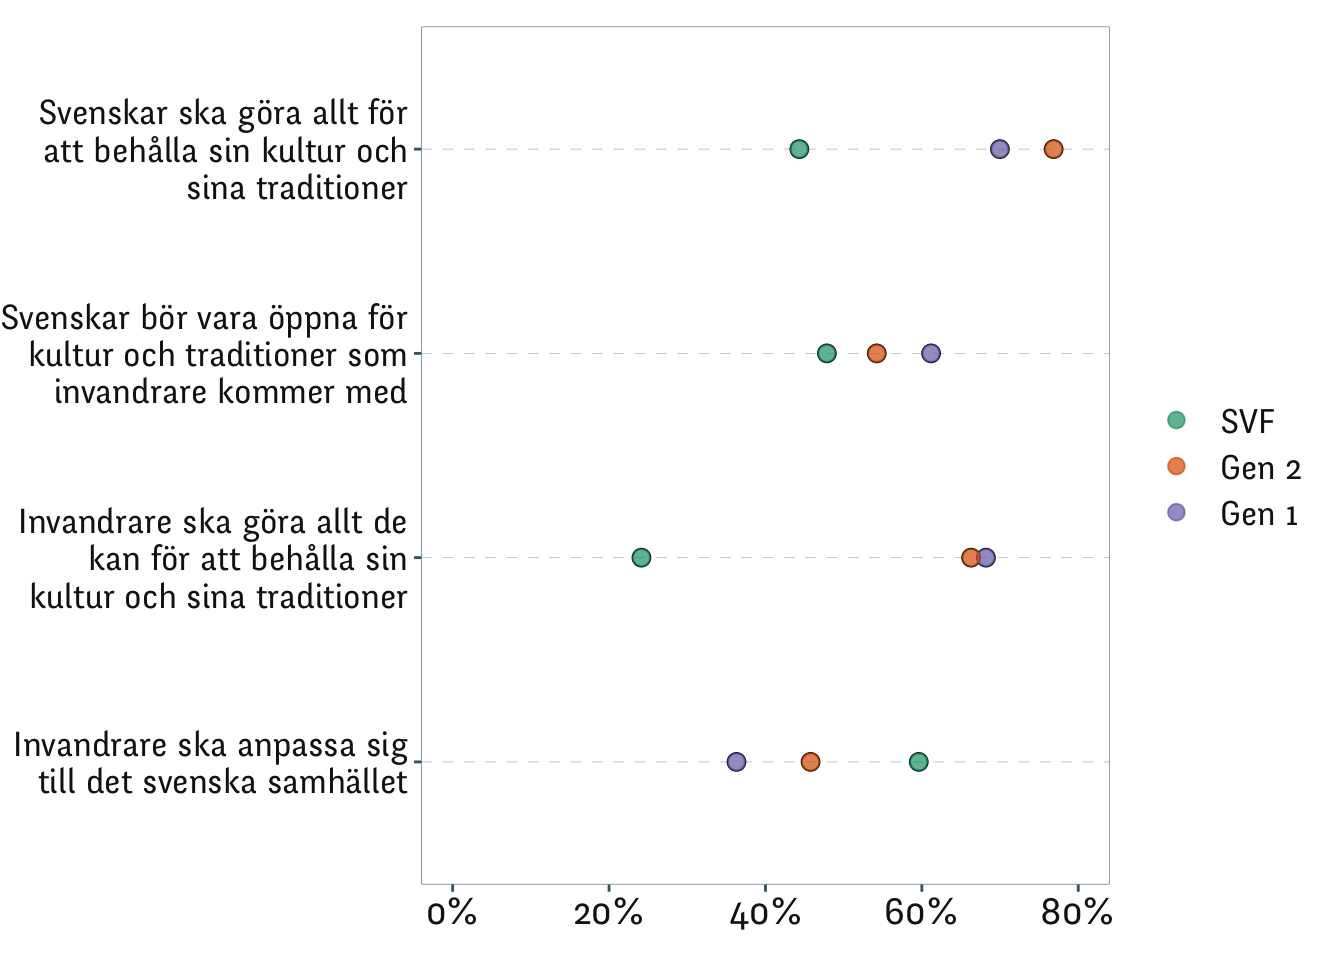 Svenskar ska göra allt för
att behålla sin kultur och
sina traditioner
Svenskar bör vara öppna för
kultur och traditioner som
invandrare kommer med
Invandrare ska göra allt de
kan för att behålla sin
kultur och sina traditioner
Invandrare ska anpassa sig
till det svenska samhället
0% 20% 40% 60% 80%
SVF
Gen 2
Gen 1